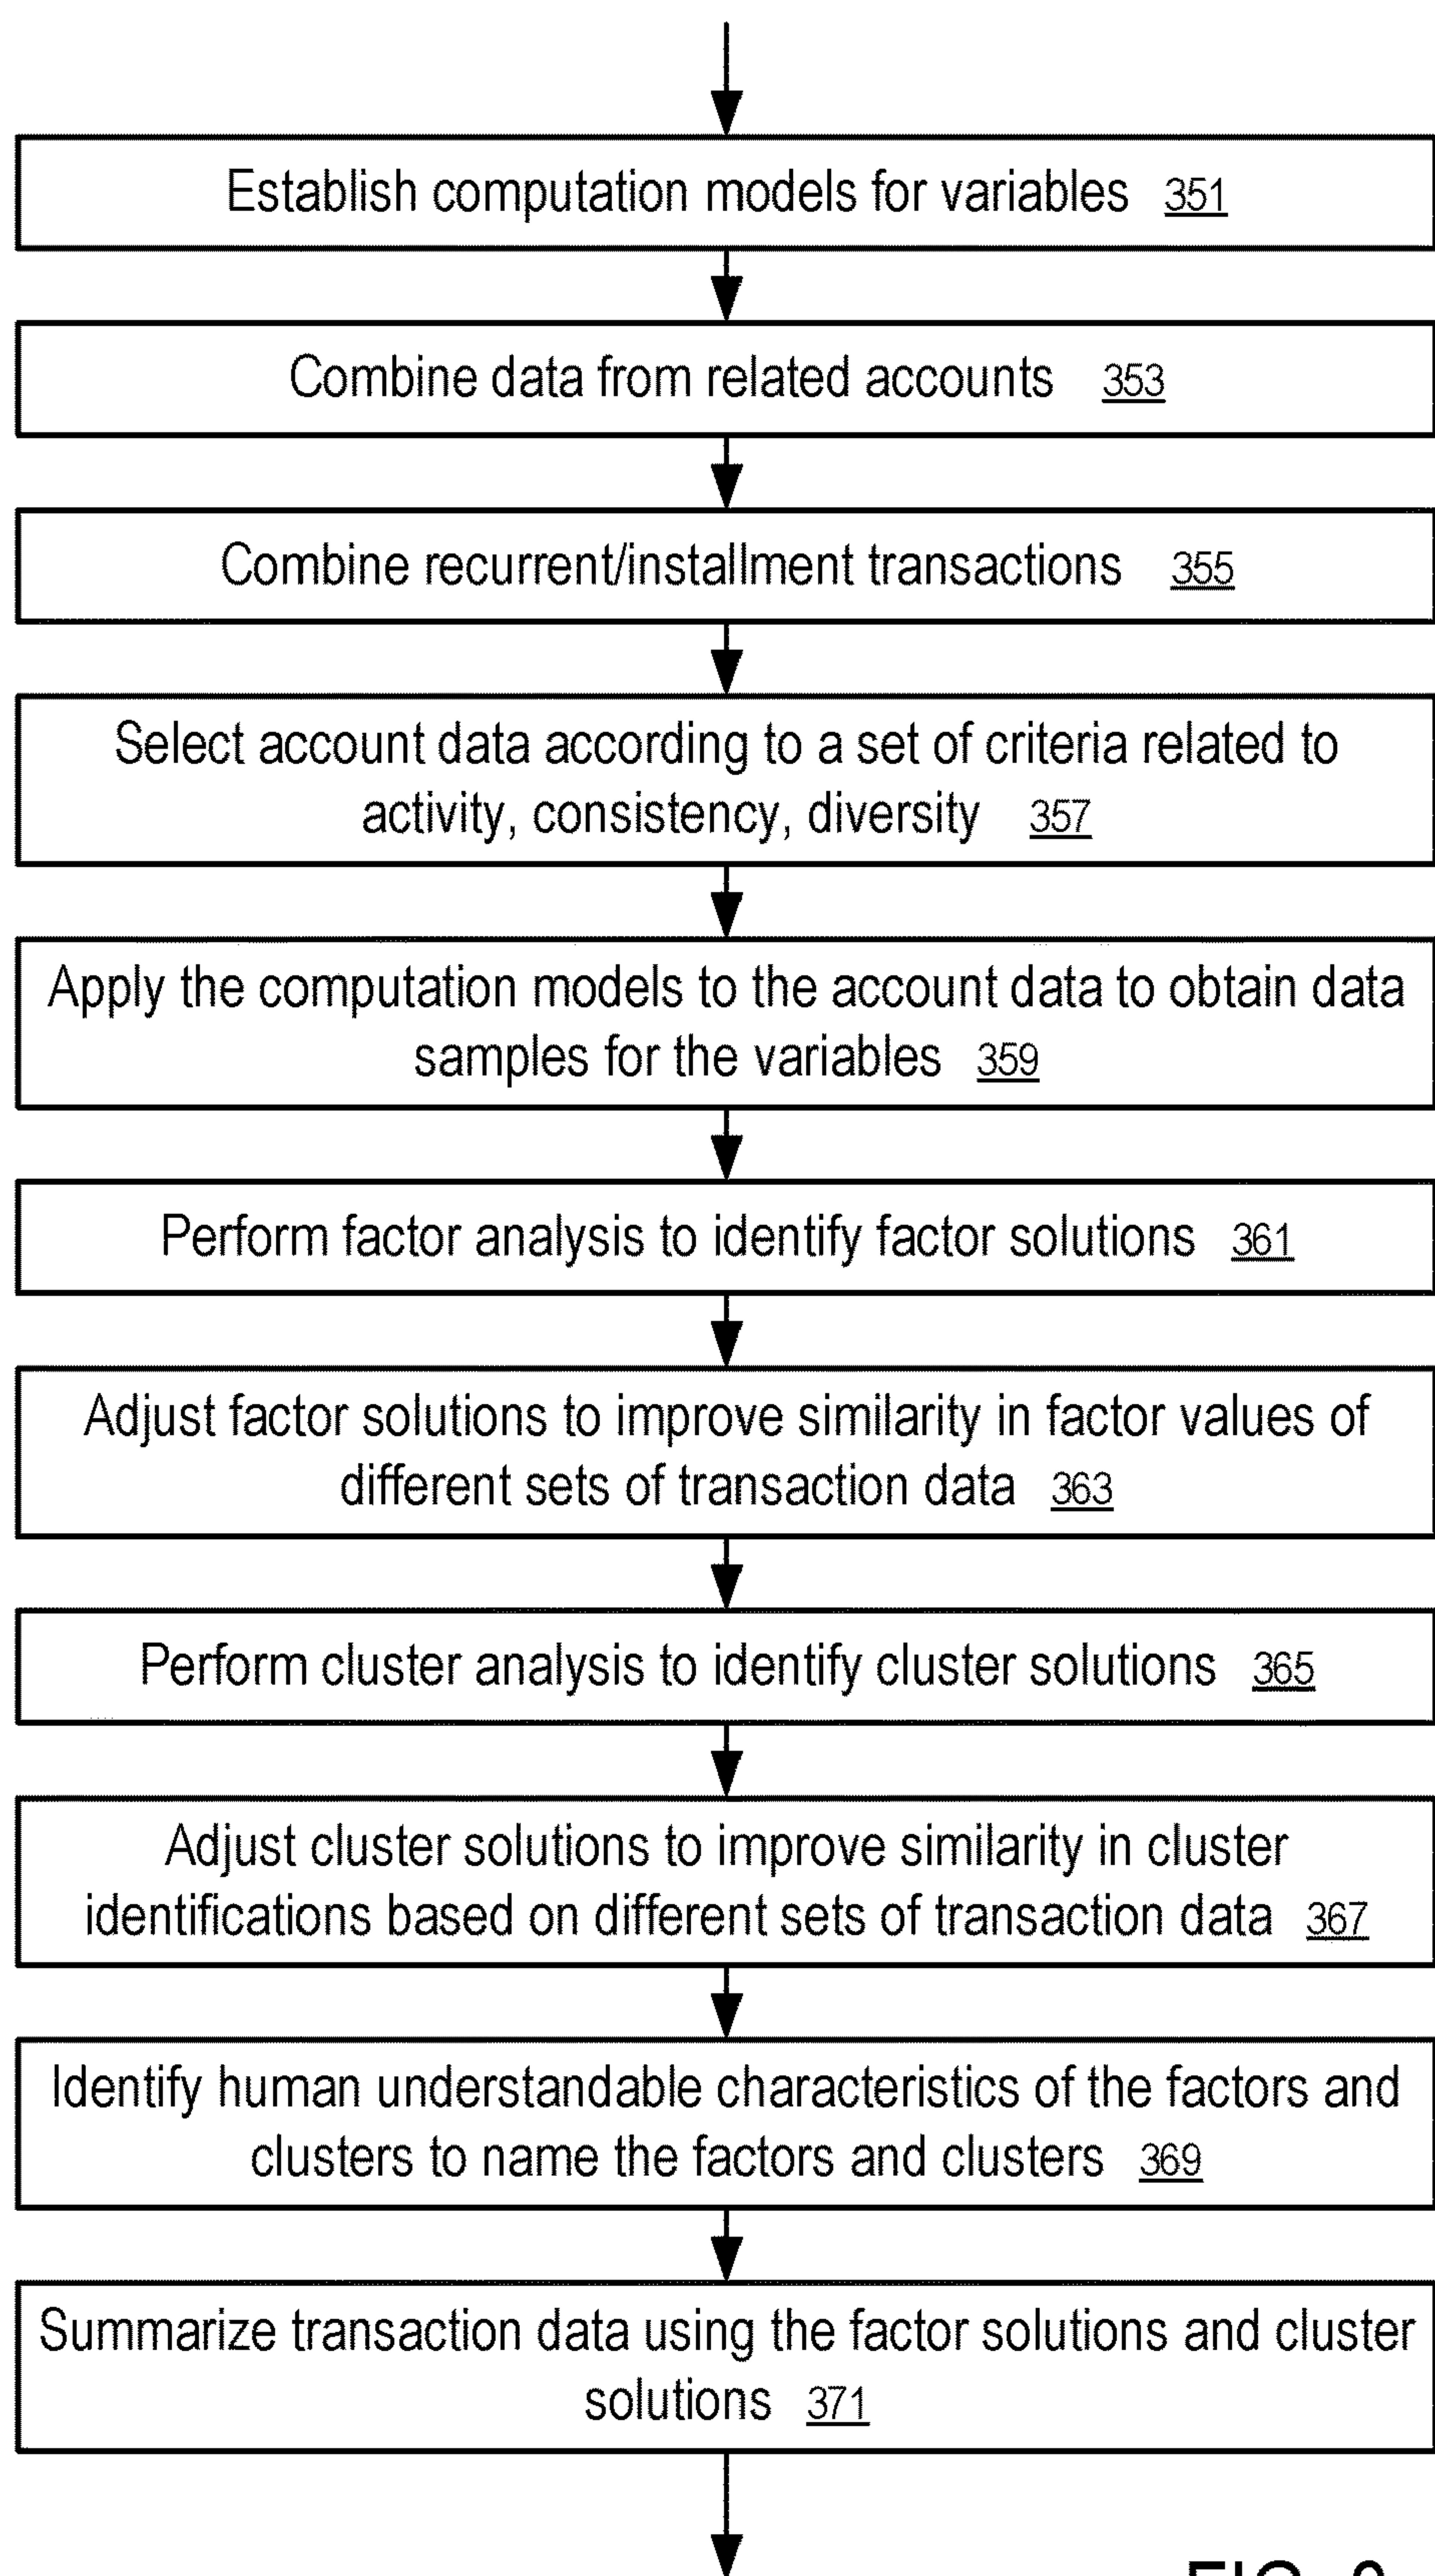 Establish computation models for variables 351
Combine data from related accounts 353
Combine recurrent/installment transactions 355
Select account data according to a set of criteria related to
activity, consistency, diversity 357
Apply the computation models to the account data to obtain data
samples for the variables 359
Perform factor analysis to identify factor solutions 361
Adjust factor solutions to improve similarity in factor values of
different sets of transaction data 363
Perform cluster analysis to identify cluster solutions 365
Adjust cluster solutions to improve similarity in cluster
identifications based on different sets of transaction data 367
Identify human understandable characteristics of the factors and
clusters to name the factors and clusters 369
Summarize transaction data using the factor solutions and cluster
solutions 371